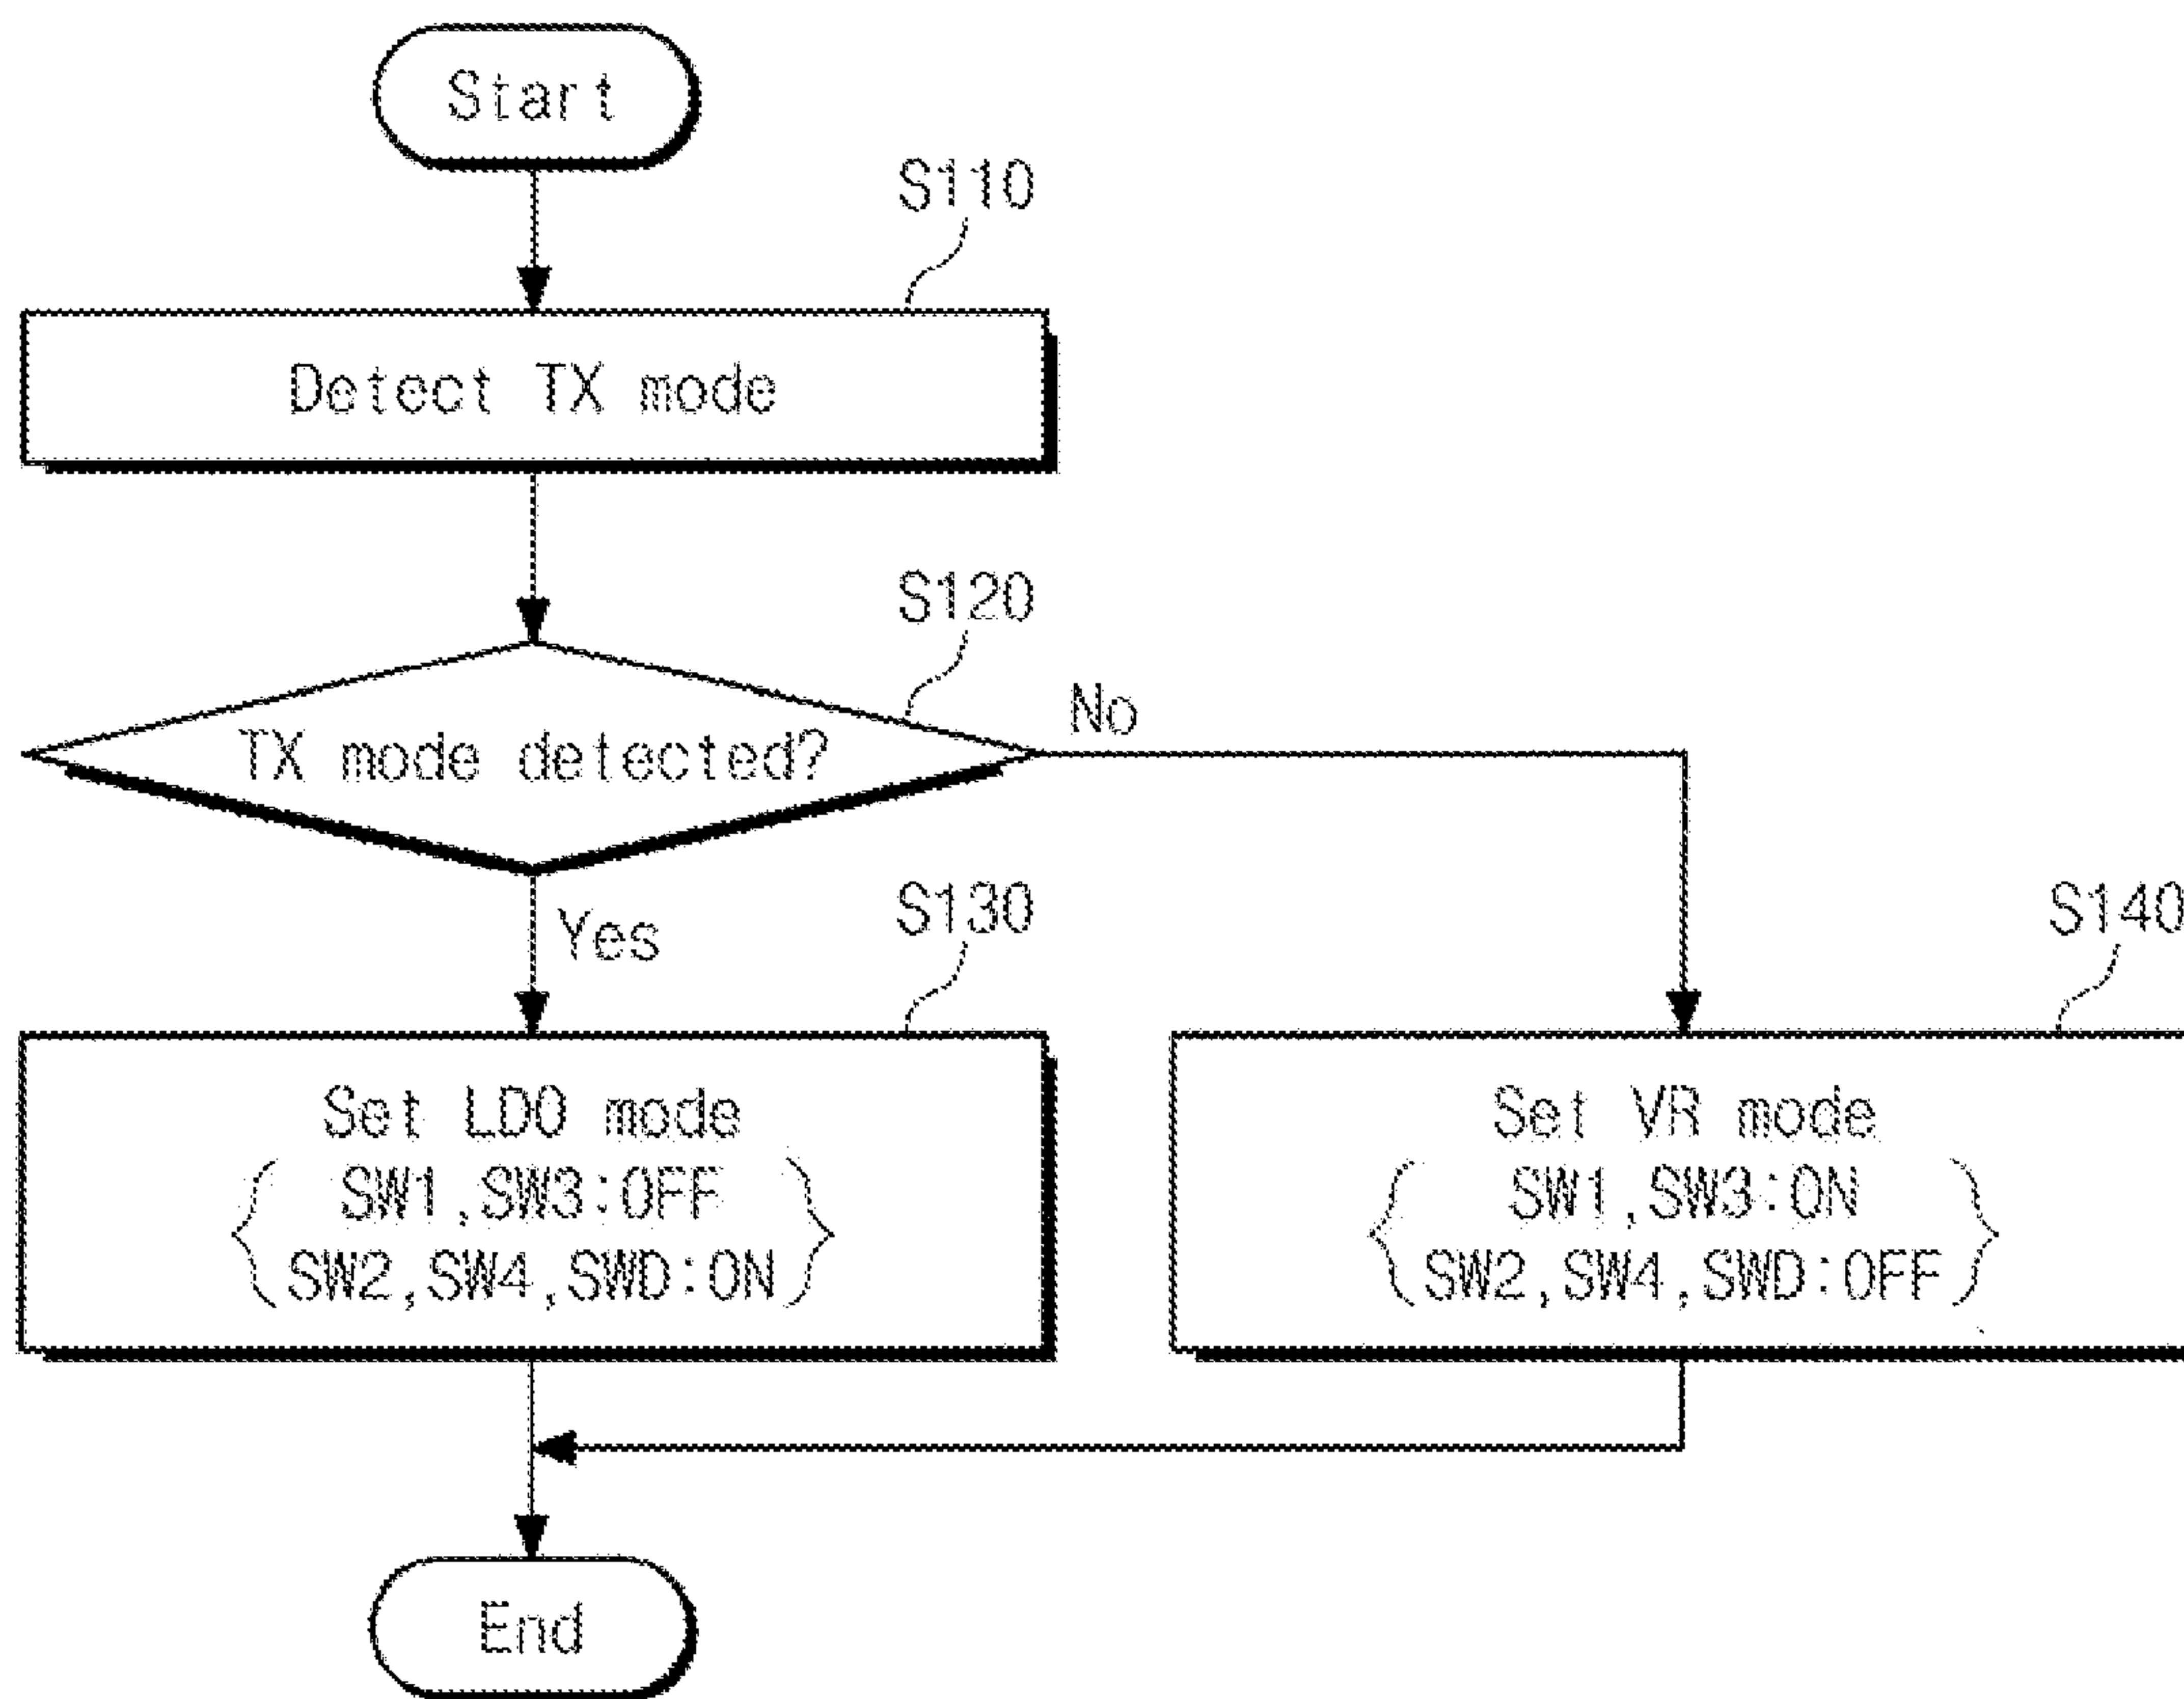 Start
S110
Detect TX mode
S120
TX mode detected?
No
Yes
S130
S140
Set LDO mode
SW1,SW3:OFF
SW2,SW4,SWD:ON
Set VR mode
SW1,SW3:ON
SW2,SW4,SWD:OFF
End